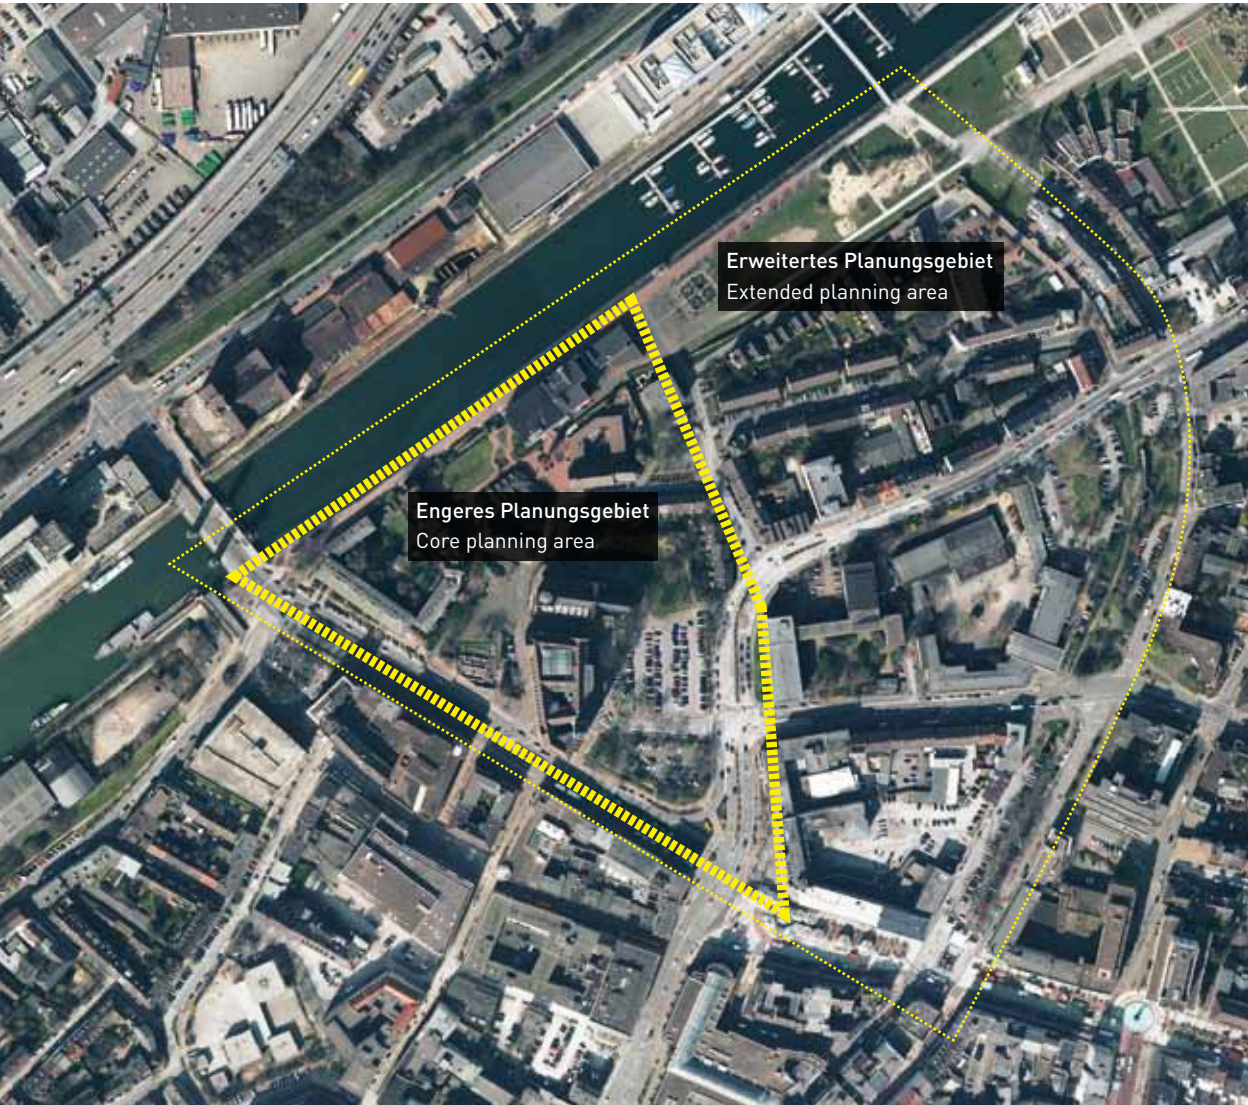 Erweitertes Planungsgebiet
Extended planning area
Engeres Planungsgebiet
Core planning area